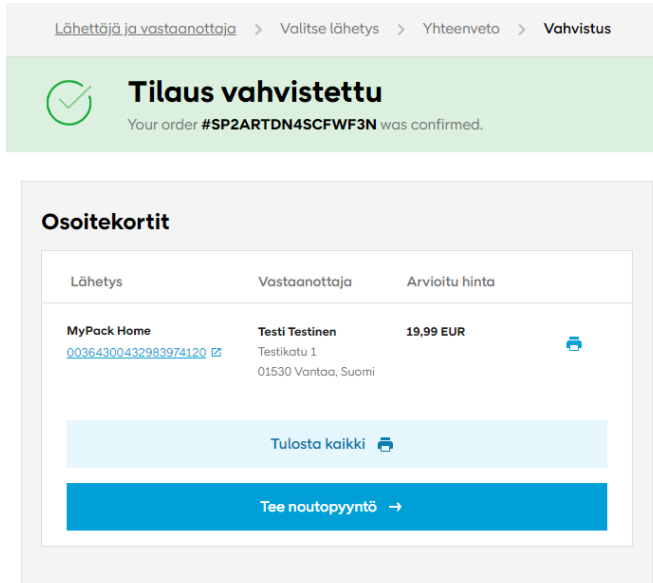 Lähettäjä ja vastaanottaja > Valitse lähetys > Yhteenveto > Vahvistus
Tilaus vahvistettu
Your order #SP2ARTDN4SCFWF3N was confirmed.
Osoitekortit
Lähetys Vastaanottaja Arvioitu hinta
MyPack Home Testi Testinen 19,99 EUR
00364300432983974120 Testikatu 1
01530 Vantaa, Suomi
Tulosta kaikki
Tee noutopyyntö →